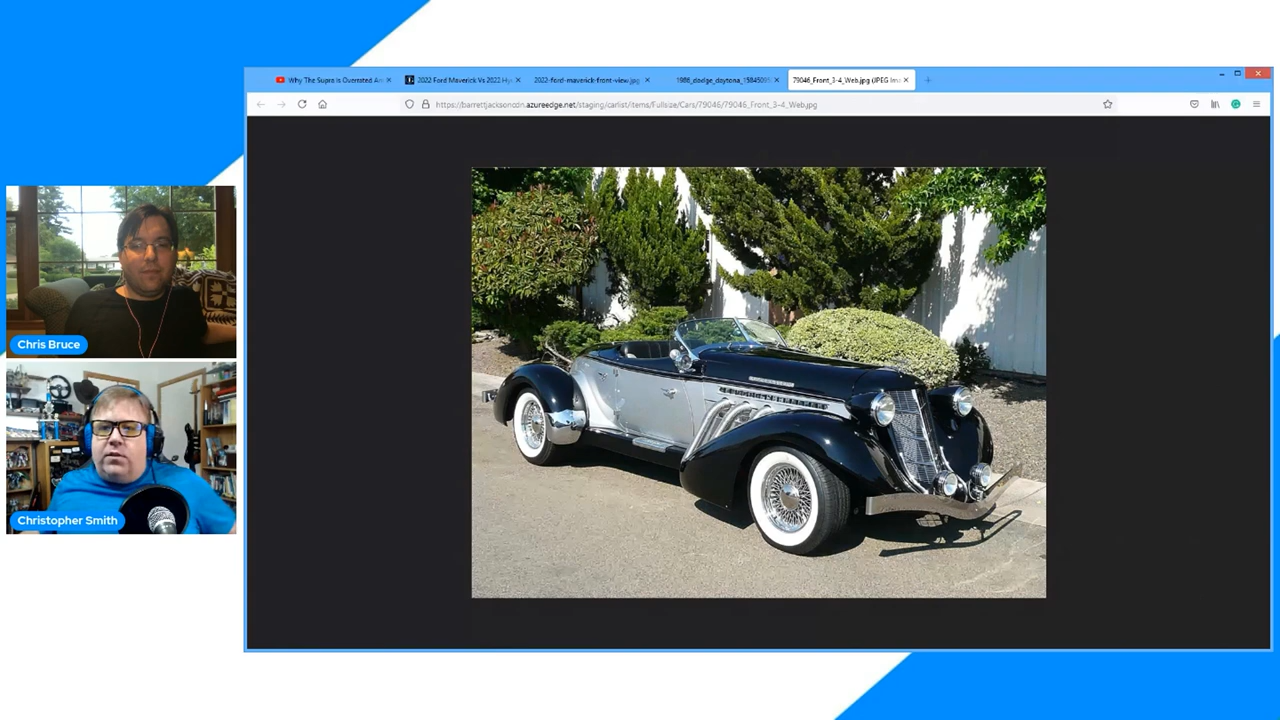 Why The Supra Is Overrated An
2022 Ford Maverick Vs 2022 Hy
2022-ford-maverick-front-view.jpg
1986_dodge_daytona_1584509
79046_Front_3-4_Web.jpg (JPEG Ima
https://barrettjacksoncdn.azureedge.net/staging/carlist/items/Fullsize/Cars/79046/79046_Front_3-4_Web.jpg
Chris Bruce
Christopher Smith